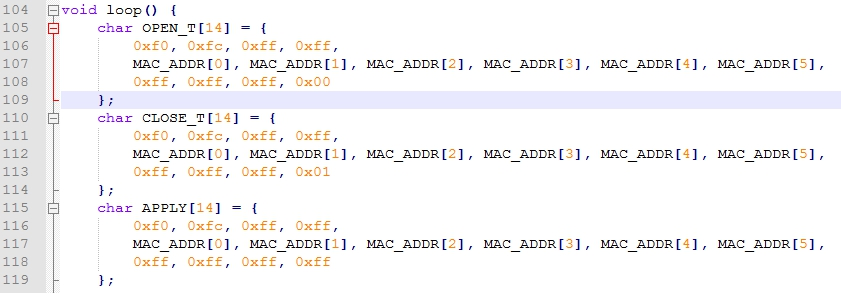 104 void loop() {
105 char OPEN_T[14] = {
106 0xf0, 0xfc, 0xff, 0xff,
107 MAC_ADDR[0], MAC_ADDR[1], MAC_ADDR[2], MAC_ADDR[3], MAC_ADDR[4], MAC_ADDR[5],
108 0xff, 0xff, 0xff, 0x00
109 };
110 char CLOSE_T[14] = {
111 0xf0, 0xfc, 0xff, 0xff,
112 MAC_ADDR[0], MAC_ADDR[1], MAC_ADDR[2], MAC_ADDR[3], MAC_ADDR[4], MAC_ADDR[5],
113 0xff, 0xff, 0xff, 0x01
114 };
115 char APPLY[14] = {
116 0xf0, 0xfc, 0xff, 0xff,
117 MAC_ADDR[0], MAC_ADDR[1], MAC_ADDR[2], MAC_ADDR[3], MAC_ADDR[4], MAC_ADDR[5],
118 0xff, 0xff, 0xff, 0xff
119 };